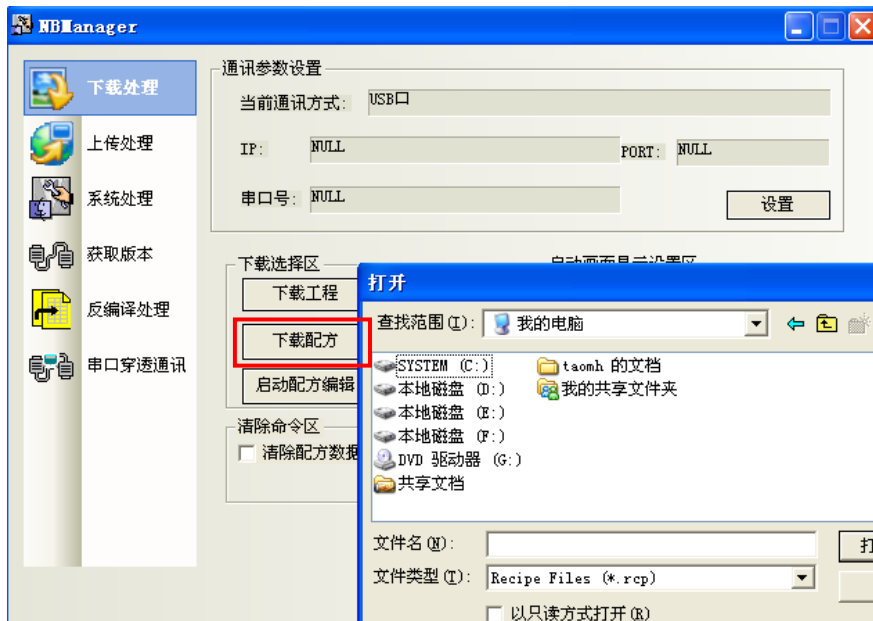 NBManager
下载处理
上传处理
系统处理
获取版本
反编译处理
串口穿透通讯
通讯参数设置
当前通讯方式: USB口
IP: NULL PORT: NULL
串口号: NULL 设置
下载选择区
下载工程
下载配方
启动配方编辑
清除命令区
清除配方数据
打开
查找范围(I): 我的电脑
SYSTEM (C:)
本地磁盘 (D:)
本地磁盘 (E:)
本地磁盘 (F:)
DVD 驱动器 (G:)
共享文档
taomh 的文档
我的共享文件夹
文件名(N): 打
文件类型(T): Recipe Files (*.rcp)
以只读方式打开(R)